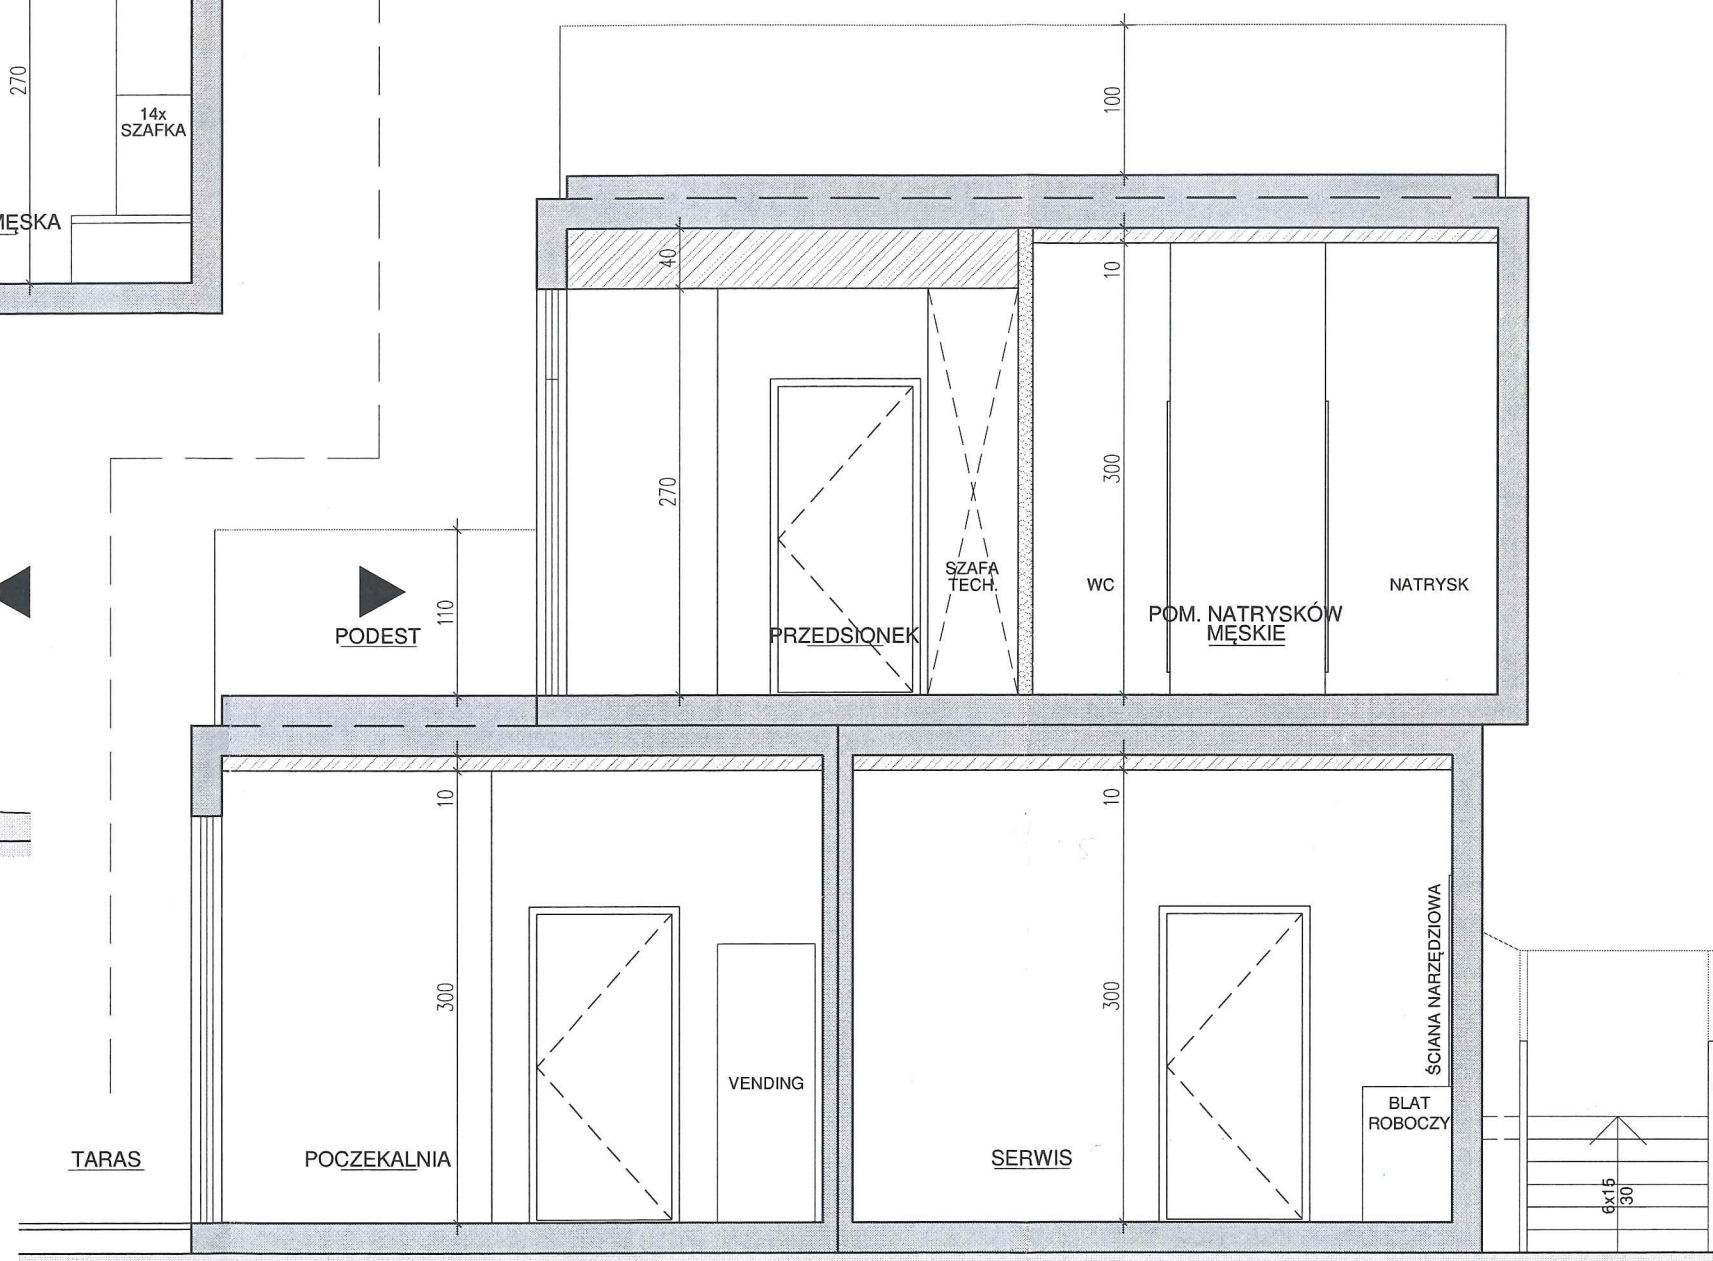 270
14x
SZAFKA
MĘSKA
100
40
10
270
300
110
SZAFA
TECH.
WC
NATRYSK
PODEST
PRZEDSIONEK
POM. NATRYSKÓW
MĘSKIE
10
10
300
300
ŚCIANA NARZĘDZIOWA
VENDING
BLAT
ROBOCZY
TARAS
POCZEKALNIA
SERWIS
6x15
30